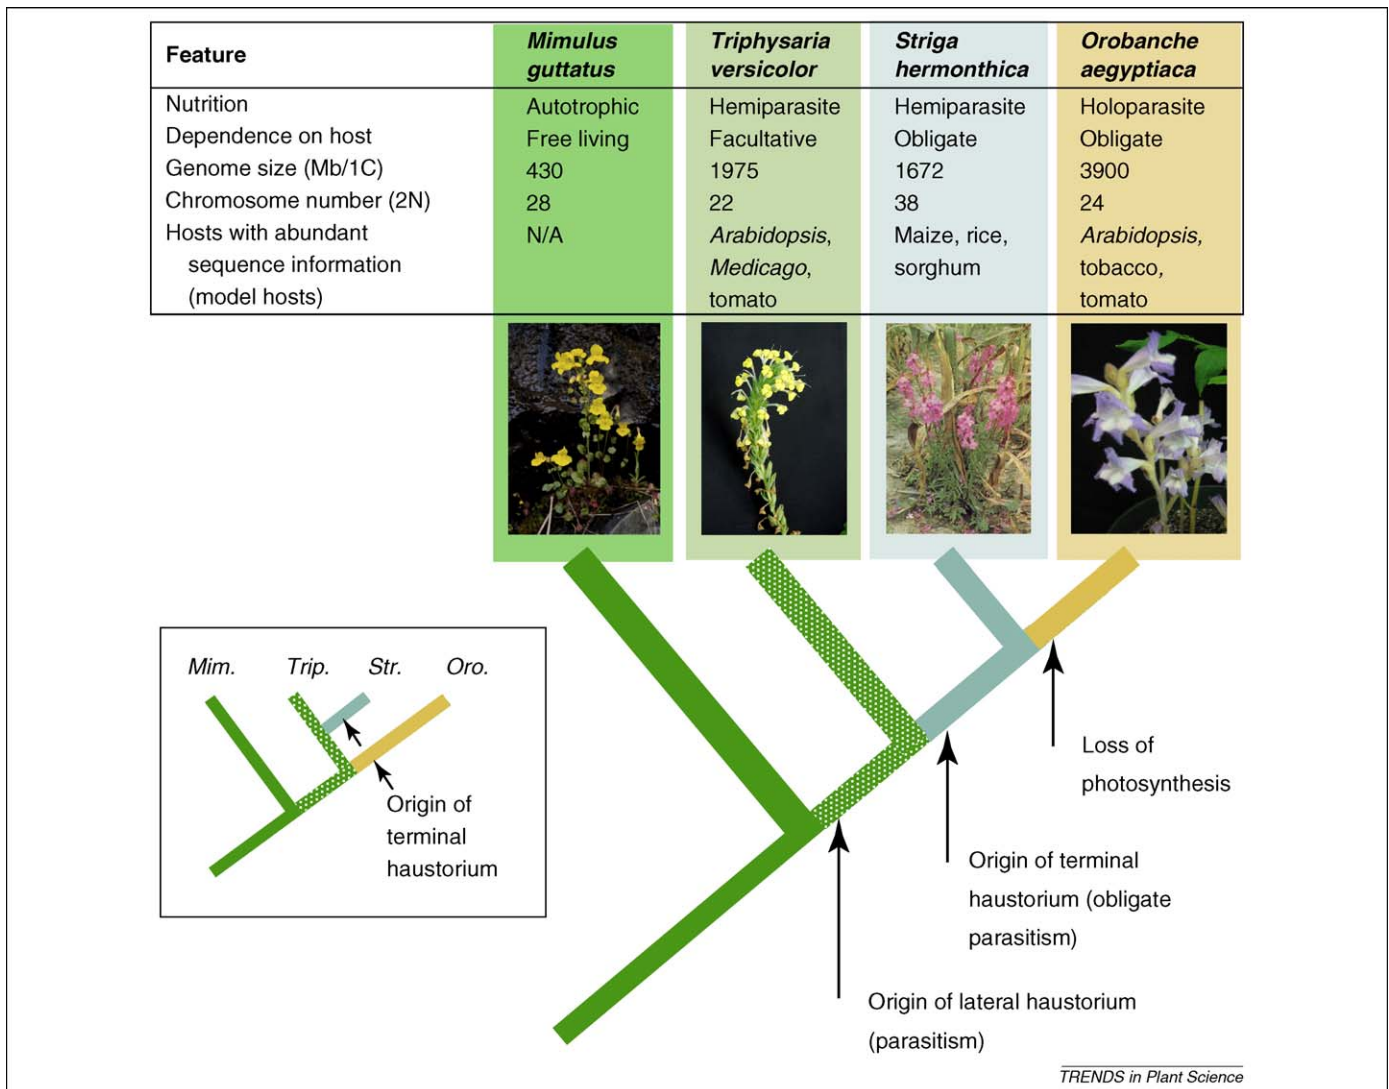 Feature
Mimulus guttatus
Triphysaria versicolor
Striga hermonthica
Orobanche aegyptiaca
Nutrition Autotrophic Hemiparasite Hemiparasite Holoparasite
Dependence on host Free living Facultative Obligate Obligate
Genome size (Mb/1C) 430 1975 1672 3900
Chromosome number (2N) 28 22 38 24
Hosts with abundant N/A Arabidopsis, Maize, rice, Arabidopsis,
sequence information Medicago, sorghum tobacco,
(model hosts) tomato tomato
Mim. Trip. Str. Oro.
Origin of
terminal
haustorium
Loss of
photosynthesis
Origin of terminal
haustorium (obligate
parasitism)
Origin of lateral haustorium
(parasitism)
TRENDS in Plant Science